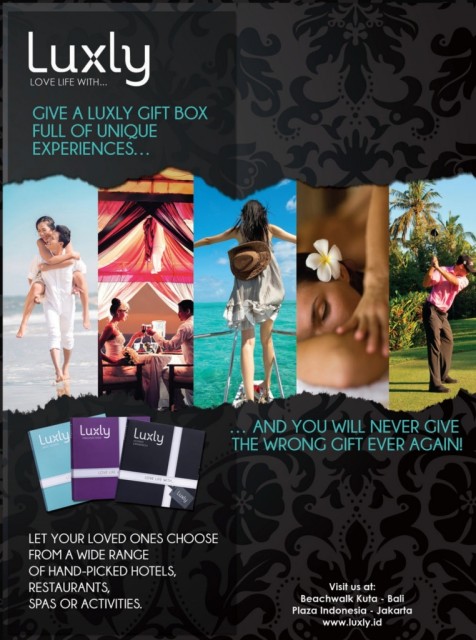 Luxly
LOVE LIFE WITH...
GIVE A LUXLY GIFT BOX
FULL OF UNIQUE
EXPERIENCES...
... AND YOU WILL NEVER GIVE
THE WRONG GIFT EVER AGAIN!
Luxly
Luxly
Luxly
LET YOUR LOVED ONES CHOOSE
FROM A WIDE RANGE
OF HAND-PICKED HOTELS,
RESTAURANTS,
SPAS OR ACTIVITIES.
Visit us at:
Beachwalk Kuta - Bali
Plaza Indonesia - Jakarta
www.luxly.id